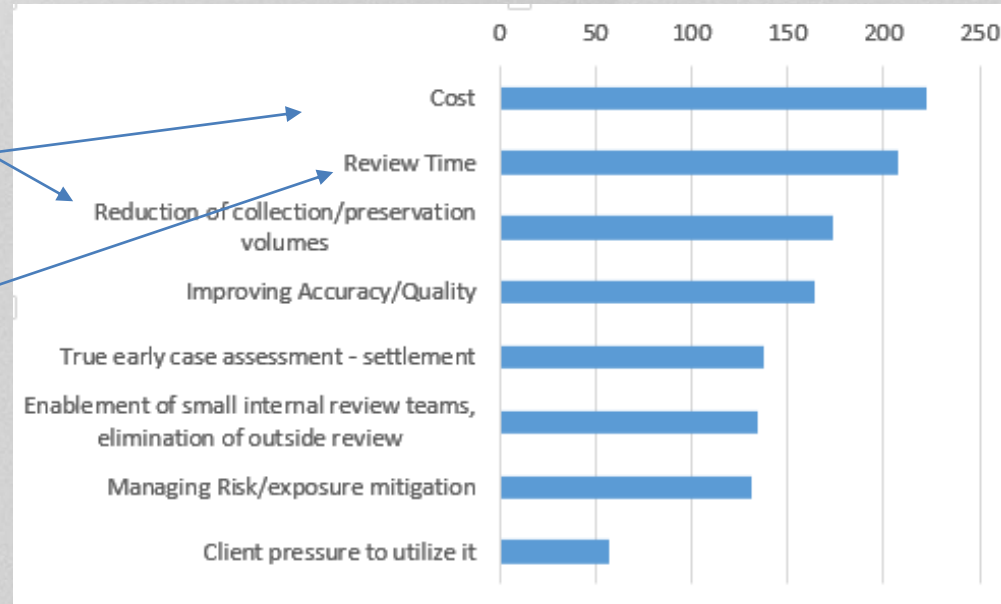 0 50 100 150 200 250
Cost
Review Time
Reduction of collection/preservation
volumes
Improving Accuracy/Quality
True early case assessment - settlement
Enablement of small internal review teams,
elimination of outside review
Managing Risk/exposure mitigation
Client pressure to utilize it